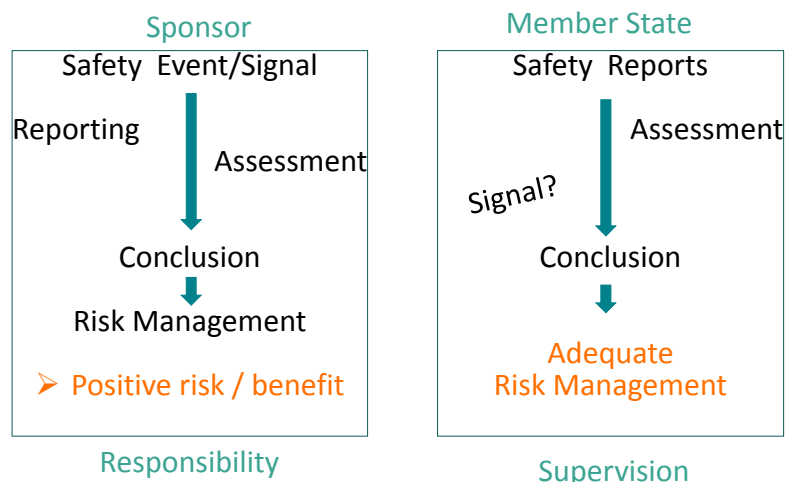 Sponsor
Safety Event/Signal
Reporting
Assessment
Conclusion
Risk Management
➢ Positive risk / benefit
Responsibility
Member State
Safety Reports
Assessment
Signal?
Conclusion
Adequate
Risk Management
Supervision